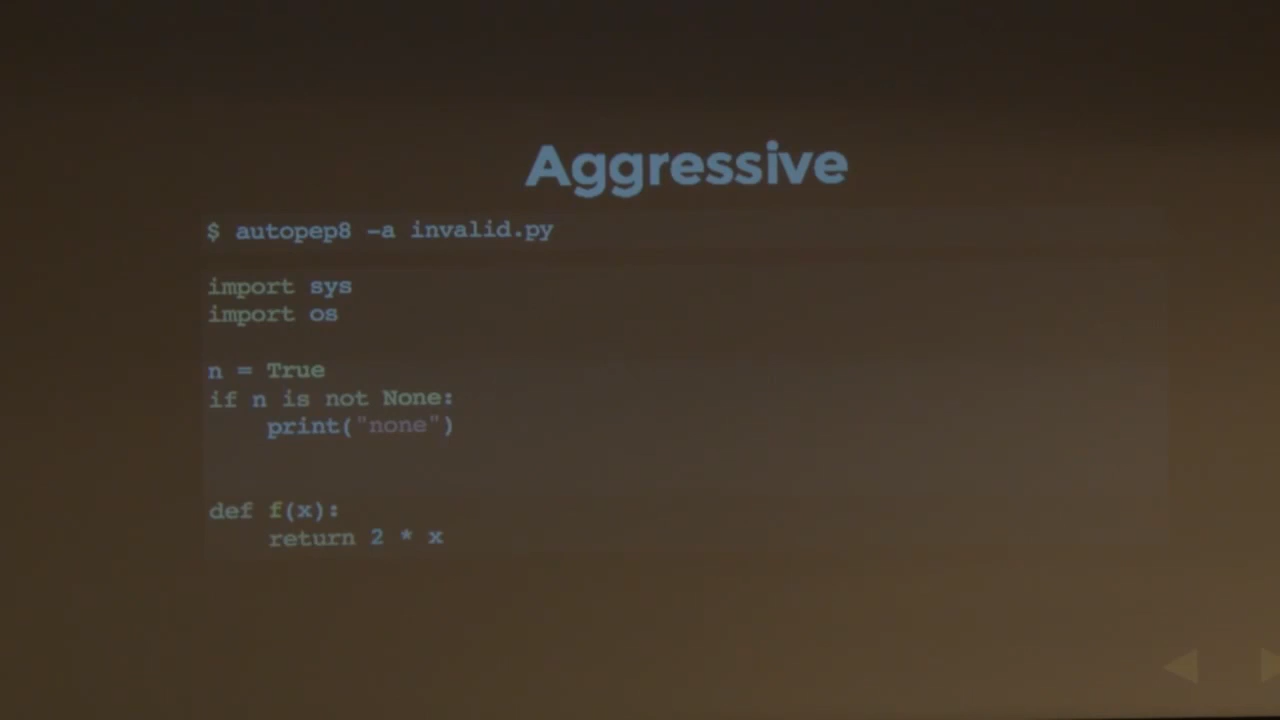 Aggressive
$ autopep8 -a invalid.py
import sys
import os
n = True
if n is not None:
    print("none")
def f(x):
    return 2 * x